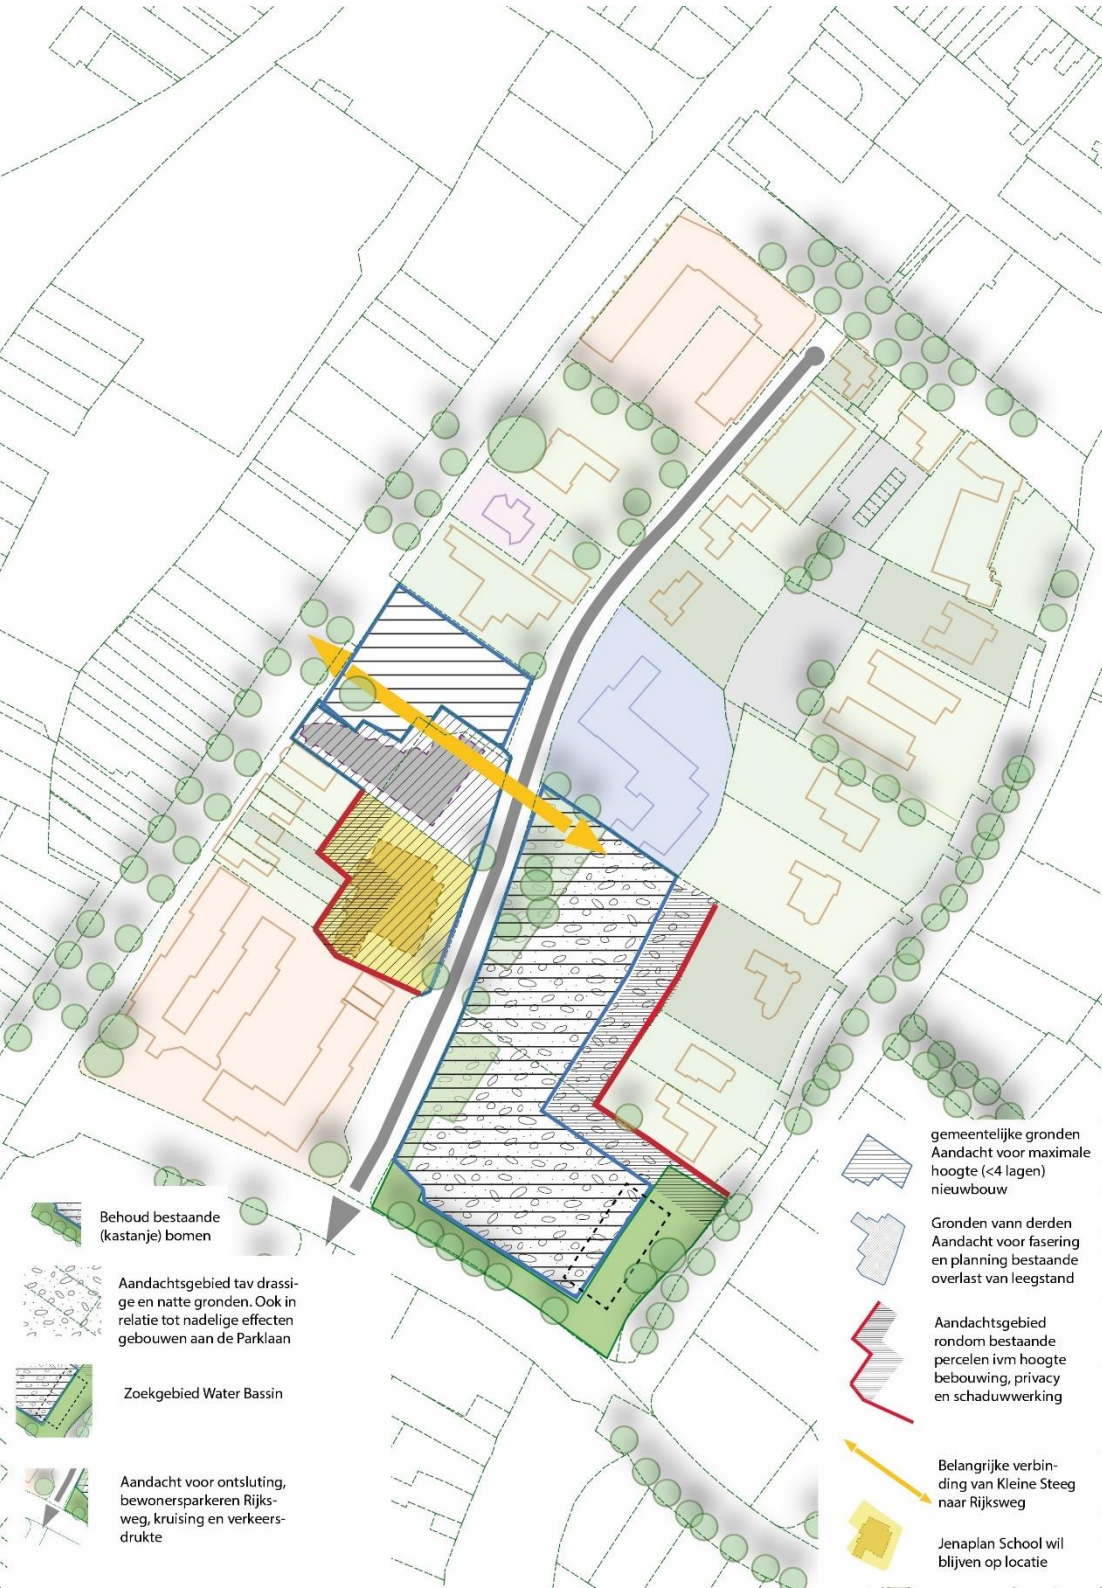 Behoud bestaande
(kastanje) bomen
Aandachtsgebied tav drassi-
ge en natte gronden. Ook in
relatie tot nadelige effecten
gebouwen aan de Parklaan
Zoekgebied Water Bassin
Aandacht voor ontsluting,
bewonersparkeren Rijks-
weg, kruising en verkeers-
drukte
gemeentelijke gronden
Aandacht voor maximale
hoogte (<4 lagen)
nieuwbouw
Gronden vann derden
Aandacht voor fasering
en planning bestaande
overlast van leegstand
Aandachtsgebied
rondom bestaande
percelen ivm hoogte
bebouwing, privacy
en schaduwwerking
Belangrijke verbin-
ding van Kleine Steeg
naar Rijksweg
Jenaplan School wil
blijven op locatie